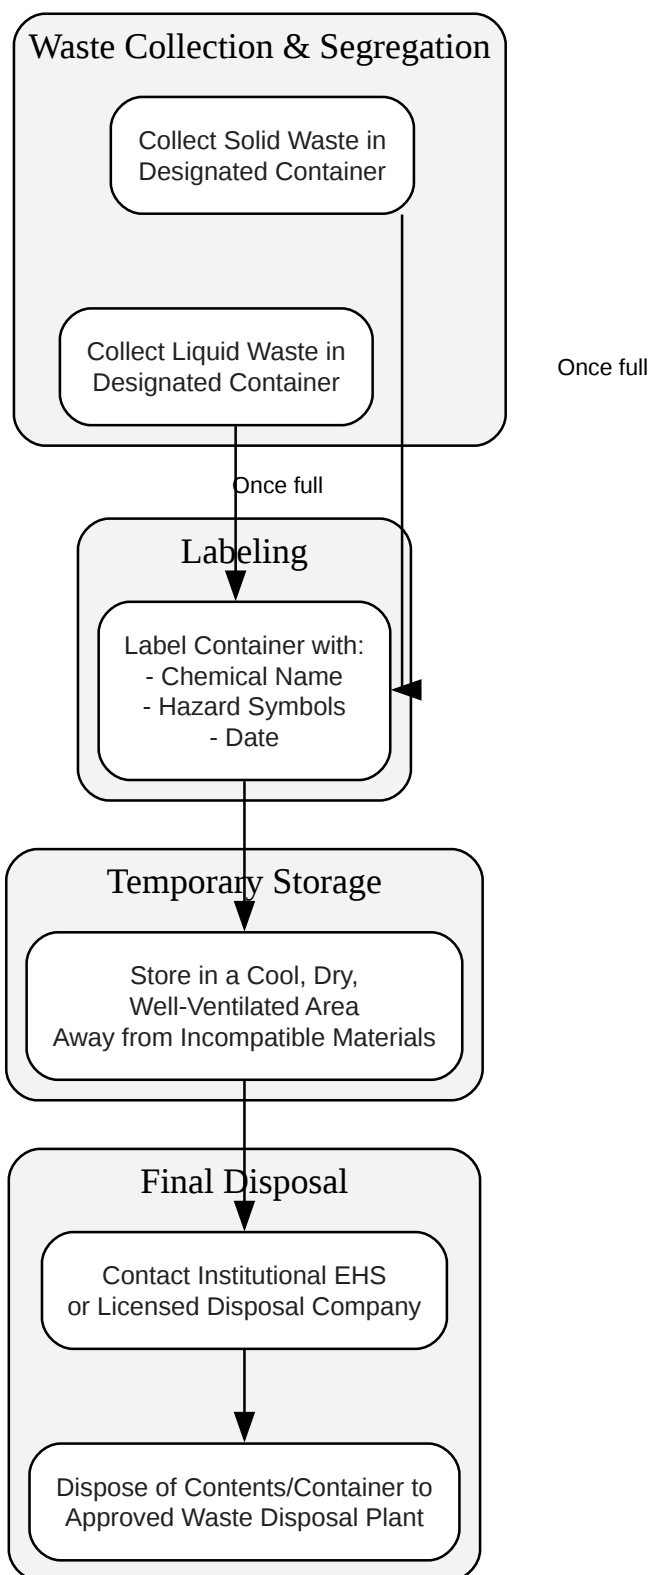 Waste Collection & Segregation
Collect Solid Waste in
Designated Container
Collect Liquid Waste in
Designated Container
Once full
Once full
Labeling
Label Container with:
- Chemical Name
- Hazard Symbols
- Date
Temporary Storage
Store in a Cool, Dry,
Well-Ventilated Area
Away from Incompatible Materials
Final Disposal
Contact Institutional EHS
or Licensed Disposal Company
Dispose of Contents/Container to
Approved Waste Disposal Plant